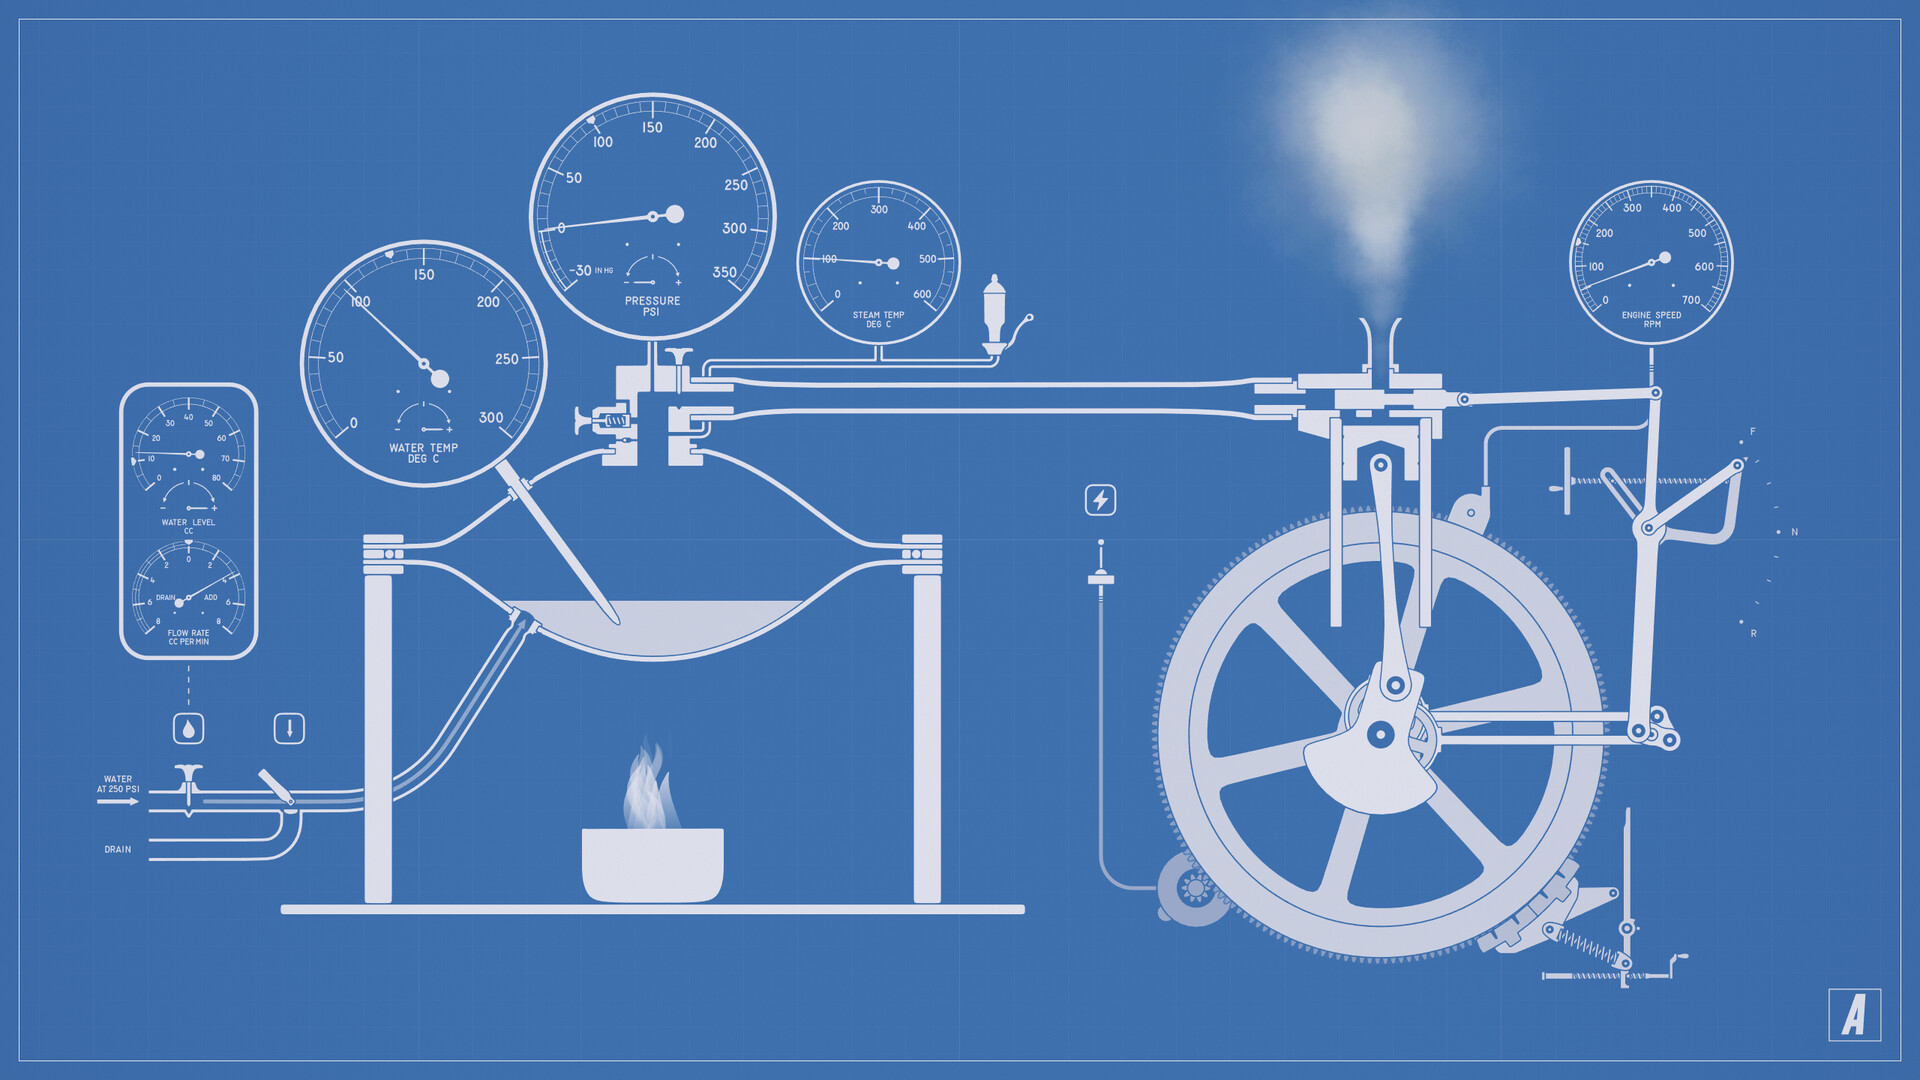 150
100
200
50
250
0
300
-30 IN HG
350
PRESSURE
PSI
- +
150
100
200
50
250
0
300
- +
WATER TEMP
DEG C
300
200
400
100
500
0
600
STEAM TEMP
DEG C
300
400
200
500
100
600
0
700
ENGINE SPEED
RPM
40
30
50
20
60
10
70
0
80
- +
WATER LEVEL
CC
0
2
2
4
4
DRAIN
ADD
6
6
8
8
FLOW RATE
CC PER MIN
WATER
AT 250 PSI
DRAIN
F
N
R
A